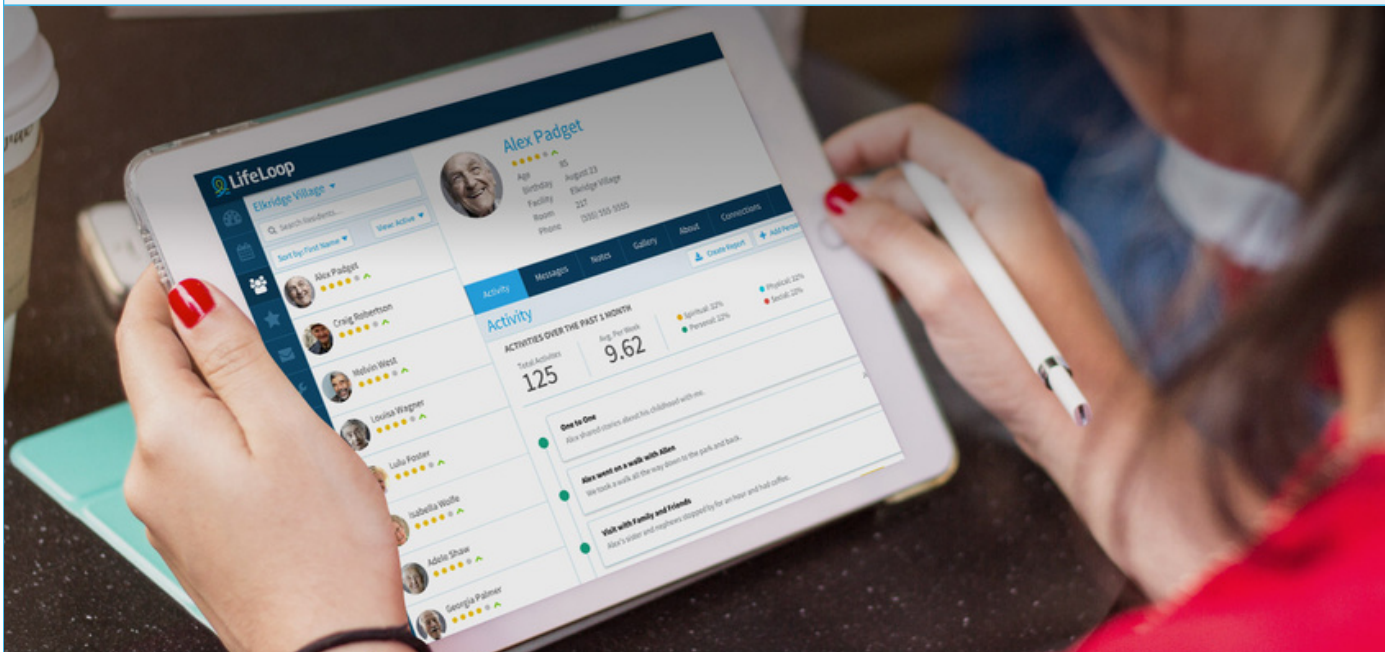 LifeLoop
Elkridge Village
Search Residents...
Sort by: First Name
View: Active
Alex Padget
Craig Robertson
Melvin West
Louisa Wagner
Lulu Foster
Isabella Wolfe
Adele Shaw
Georgia Palmer
Alex Padget
Age 85
Birthday August 23
Facility Elkridge Village
Room 217
Phone (555) 555-5555
Activity Messages Notes Gallery About Connections
Create Report
Activity
ACTIVITIES OVER THE PAST 1 MONTH
Total Activities
125
Avg. Per Week
9.62
Spiritual: 32%
Personal: 22%
Physical: 22%
Social: 22%
One to One
Alex shared stories about his childhood with me.
Alex went on a walk with Allen
We took a walk all the way down to the park and back.
Visit with Family and Friends
Alex's sister and nephews stopped by for an hour and had coffee.